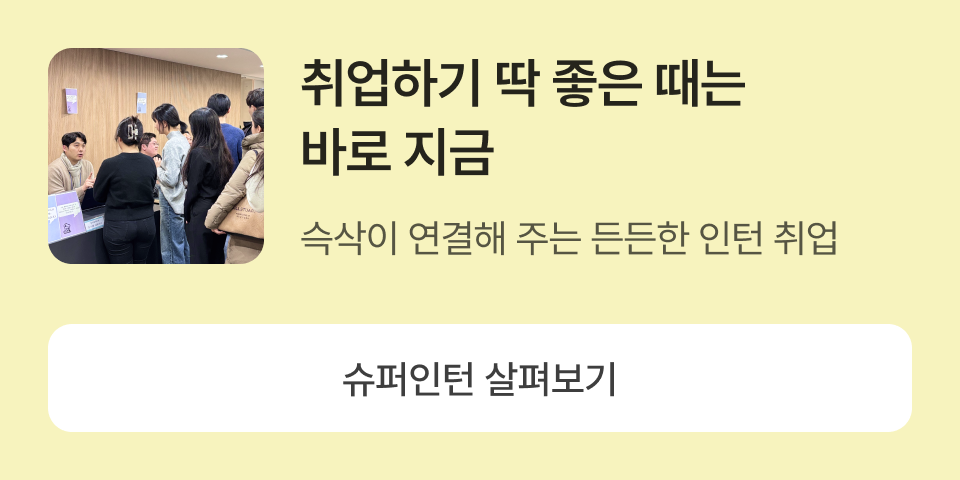 취업하기 딱 좋은 때는
바로 지금
슥삭이 연결해 주는 든든한 인턴 취업
슈퍼인턴 살펴보기